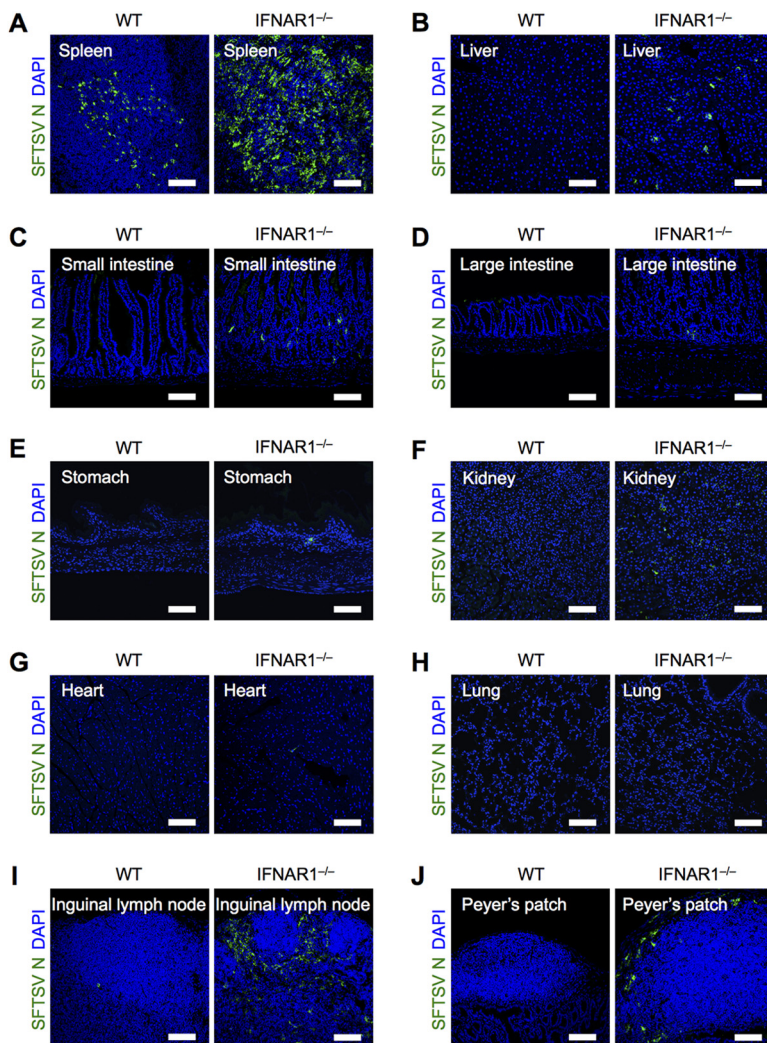 A
WT
IFNAR1–/–
SFTSV N DAPI
Spleen
Spleen
B
WT
IFNAR1–/–
SFTSV N DAPI
Liver
Liver
C
WT
IFNAR1–/–
SFTSV N DAPI
Small intestine
Small intestine
D
WT
IFNAR1–/–
SFTSV N DAPI
Large intestine
Large intestine
E
WT
IFNAR1–/–
SFTSV N DAPI
Stomach
Stomach
F
WT
IFNAR1–/–
SFTSV N DAPI
Kidney
Kidney
G
WT
IFNAR1–/–
SFTSV N DAPI
Heart
Heart
H
WT
IFNAR1–/–
SFTSV N DAPI
Lung
Lung
I
WT
IFNAR1–/–
SFTSV N DAPI
Inguinal lymph node
Inguinal lymph node
J
WT
IFNAR1–/–
SFTSV N DAPI
Peyer's patch
Peyer's patch